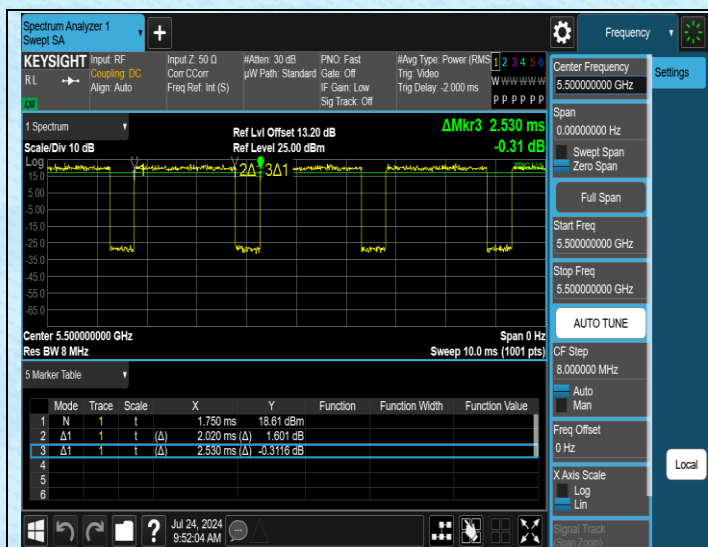 Spectrum Analyzer 1
Swept SA
Frequency
KEYSIGHT
RL
Input: RF
Coupling: DC
Align: Auto
Input Z: 50 Ω
Corr CCorr
Freq Ref: Int (S)
#Atten: 30 dB
µW Path: Standard
PNO: Fast
Gate: Off
IF Gain: Low
Sig Track: Off
#Avg Type: Power (RMS
Trig: Video
Trig Delay: -2.000 ms
1 2 3 4 5 6
W W W W W W
P P P P P P
1 Spectrum
Scale/Div 10 dB
Ref Lvl Offset 13.20 dB
Ref Level 25.00 dBm
ΔMkr3 2.530 ms
-0.31 dB
Log
15.0
5.00
-5.00
-15.0
-25.0
-35.0
-45.0
-55.0
-65.0
1
2Δ1
3Δ1
Center 5.500000000 GHz
Res BW 8 MHz
Span 0 Hz
Sweep 10.0 ms (1001 pts)
5 Marker Table
Mode Trace Scale X Y Function Function Width Function Value
1 N 1 t 1.750 ms 18.61 dBm
2 Δ1 1 t (Δ) 2.020 ms (Δ) 1.601 dB
3 Δ1 1 t (Δ) 2.530 ms (Δ) -0.3116 dB
4
5
6
Jul 24, 2024
9:52:04 AM
Center Frequency
5.500000000 GHz
Settings
Span
0.00000000 Hz
Swept Span
Zero Span
Full Span
Start Freq
5.500000000 GHz
Stop Freq
5.500000000 GHz
AUTO TUNE
CF Step
8.000000 MHz
Auto
Man
Freq Offset
0 Hz
X Axis Scale
Log
Lin
Signal Track
(Span Zoom)
Local